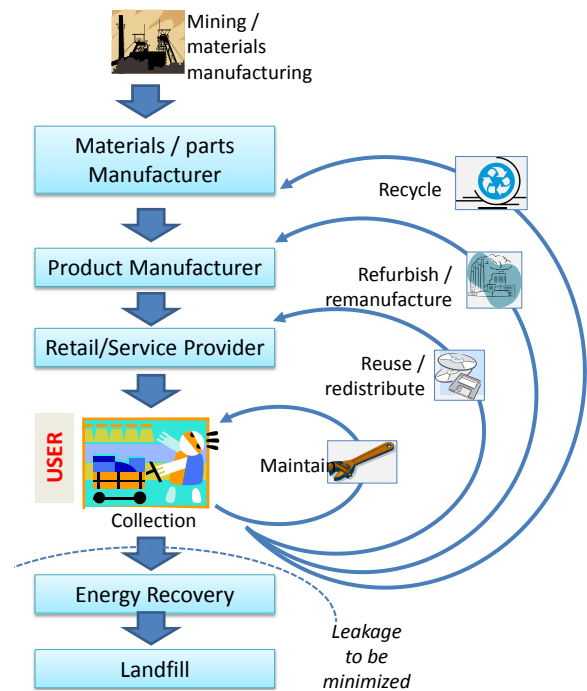 Mining /
materials
manufacturing
Materials / parts
Manufacturer
Recycle
Product Manufacturer
Refurbish /
remanufacture
Retail/Service Provider
Reuse /
redistribute
USER
Maintai
Collection
Energy Recovery
Leakage
to be
minimized
Landfill